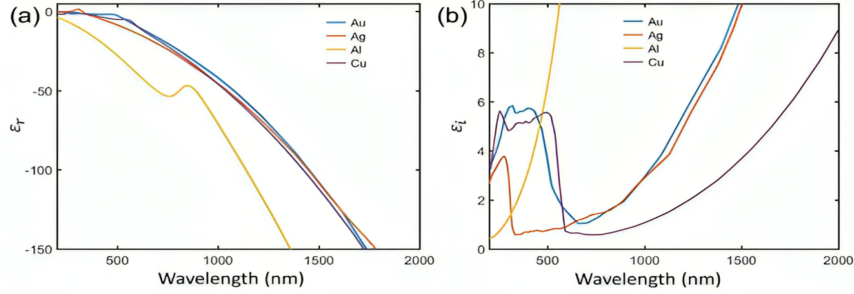 (a)
0
-50
-100
-150
εr
500
1000
1500
2000
Wavelength (nm)
Au
Ag
Al
Cu
(b)
10
8
6
4
2
0
εi
500
1000
1500
2000
Wavelength (nm)
Au
Ag
Al
Cu